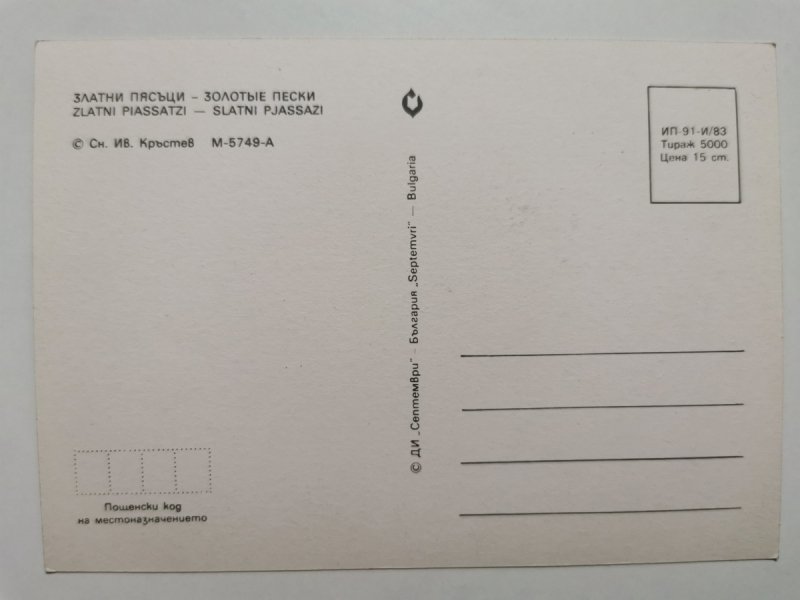 ЗЛАТНИ ПЯСЪЦИ – ЗОЛОТЫЕ ПЕСКИ
ZLATNI PIASSATZI — SLATNI PJASSAZI
© Сн. Ив. Кръстев М-5749-А
Пощенски код
на местоназначението
© ДИ „Септември" – България „Septemvri" — Bulgaria
ИП-91-И/83
Тираж 5000
Цена 15 ст.